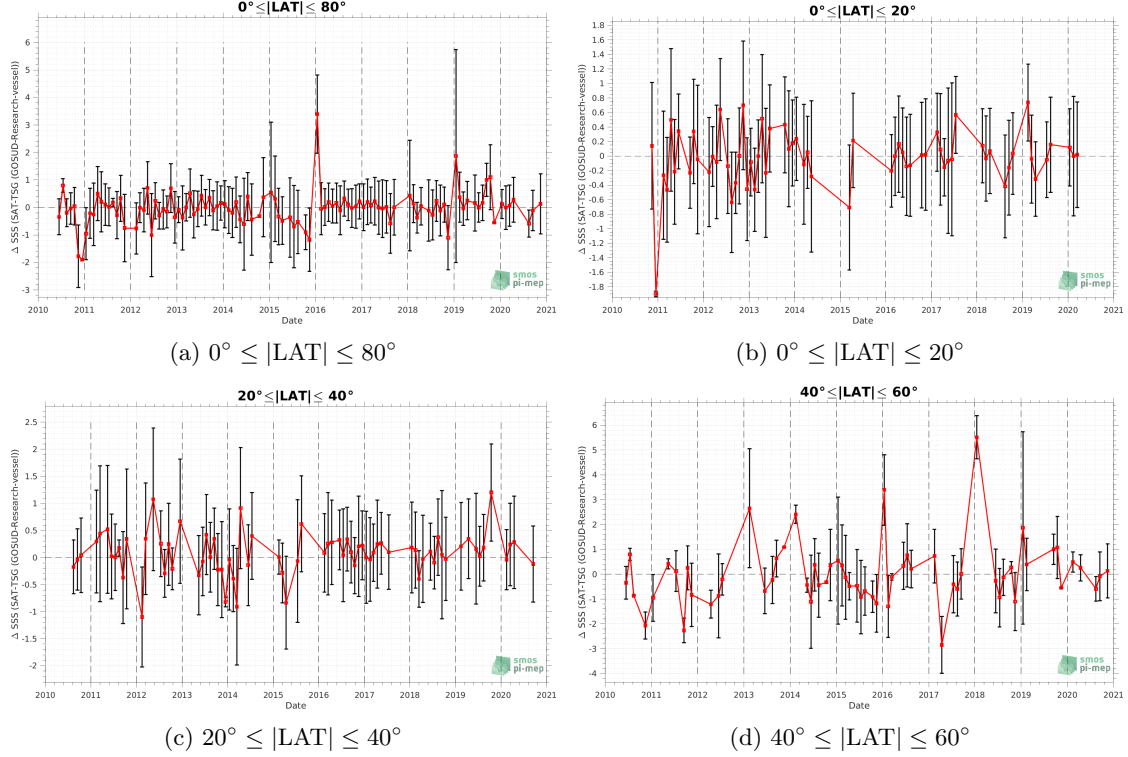 0°≤|LAT|≤ 80°
Δ SSS (SAT-TSG (GOSUD-Research-vessel))
6
5
4
3
2
1
0
-1
-2
-3
2010 2011 2012 2013 2014 2015 2016 2017 2018 2019 2020 2021
Date
smos
pi-mep
(a) 0° ≤ |LAT| ≤ 80°
0°≤|LAT|≤ 20°
Δ SSS (SAT-TSG (GOSUD-Research-vessel))
1.8
1.6
1.4
1.2
1
0.8
0.6
0.4
0.2
0
-0.2
-0.4
-0.6
-0.8
-1
-1.2
-1.4
-1.6
-1.8
2010 2011 2012 2013 2014 2015 2016 2017 2018 2019 2020 2021
Date
smos
pi-mep
(b) 0° ≤ |LAT| ≤ 20°
20°≤|LAT|≤ 40°
Δ SSS (SAT-TSG (GOSUD-Research-vessel))
2.5
2
1.5
1
0.5
0
-0.5
-1
-1.5
-2
2010 2011 2012 2013 2014 2015 2016 2017 2018 2019 2020 2021
Date
smos
pi-mep
(c) 20° ≤ |LAT| ≤ 40°
40°≤|LAT|≤ 60°
Δ SSS (SAT-TSG (GOSUD-Research-vessel))
6
5
4
3
2
1
0
-1
-2
-3
-4
2010 2011 2012 2013 2014 2015 2016 2017 2018 2019 2020 2021
Date
smos
pi-mep
(d) 40° ≤ |LAT| ≤ 60°